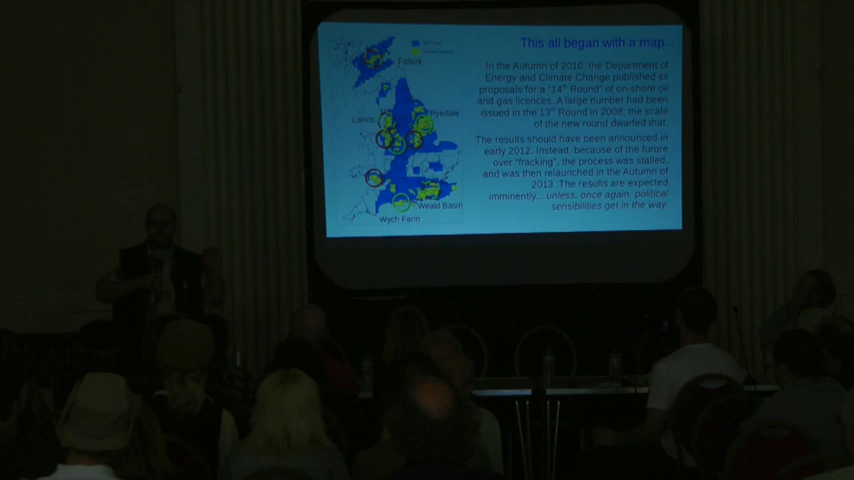 This all began with a map...
Falkirk
Lancs.
Ryedale
Weald Basin
Wych Farm
In the Autumn of 2010, the Department of
Energy and Climate Change published its
proposals for a "14th Round" of on-shore oil
and gas licences. A large number had been
issued in the 13th Round in 2008; the scale
of the new round dwarfed that.
The results should have been announced in
early 2012. Instead, because of the furore
over "fracking", the process was stalled,
and was then relaunched in the Autumn of
2013. The results are expected
imminently... unless, once again, political
sensibilities get in the way.